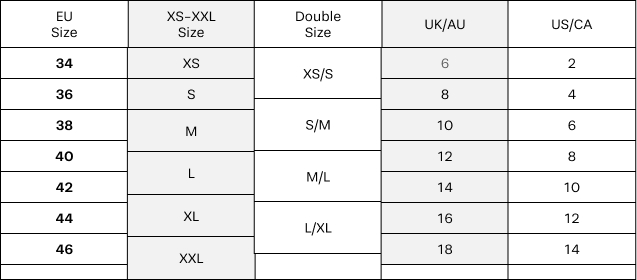 EU Size XS–XXL Size Double Size UK/AU US/CA
34 XS XS/S 6 2
36 S 8 4
38 M S/M 10 6
40 12 8
42 L M/L 14 10
44 XL L/XL 16 12
46 XXL 18 14